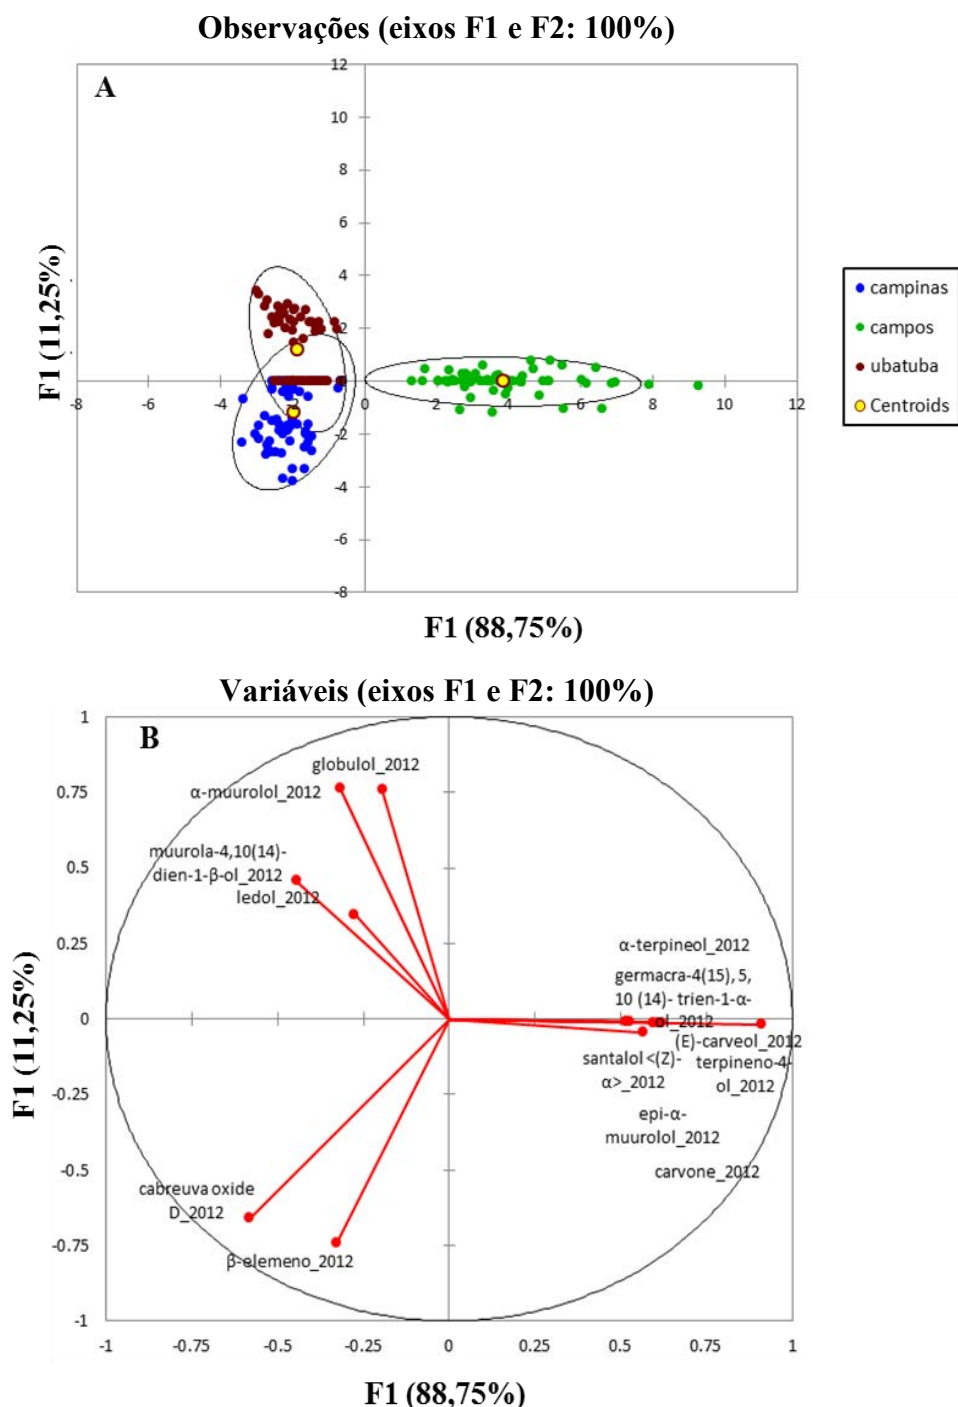 Observações (eixos F1 e F2: 100%)
A
12
10
8
6
4
2
-2
-4
-6
-8
-8
-6
-4
-2
0
2
4
6
8
10
12
F1 (11,25%)
F1 (88,75%)
campinas
campos
ubatuba
Centroids
Variáveis (eixos F1 e F2: 100%)
B
1
0.75
0.5
0.25
0
-0.25
-0.5
-0.75
-1
-1
-0.75
-0.5
-0.25
0
0.25
0.5
0.75
1
F1 (11,25%)
globulol_2012
α-muurolol_2012
muurola-4,10(14)-
dien-1-β-ol_2012
ledol_2012
α-terpineol_2012
germacra-4(15), 5,
10 (14)- trien-1-α-
ol_2012
(E)-carveol_2012
santalol <(Z)-
α>_2012
terpineno-4-
ol_2012
epi-α-
muurolol_2012
carvone_2012
cabreuva oxide
D_2012
β-elemeno_2012
F1 (88,75%)